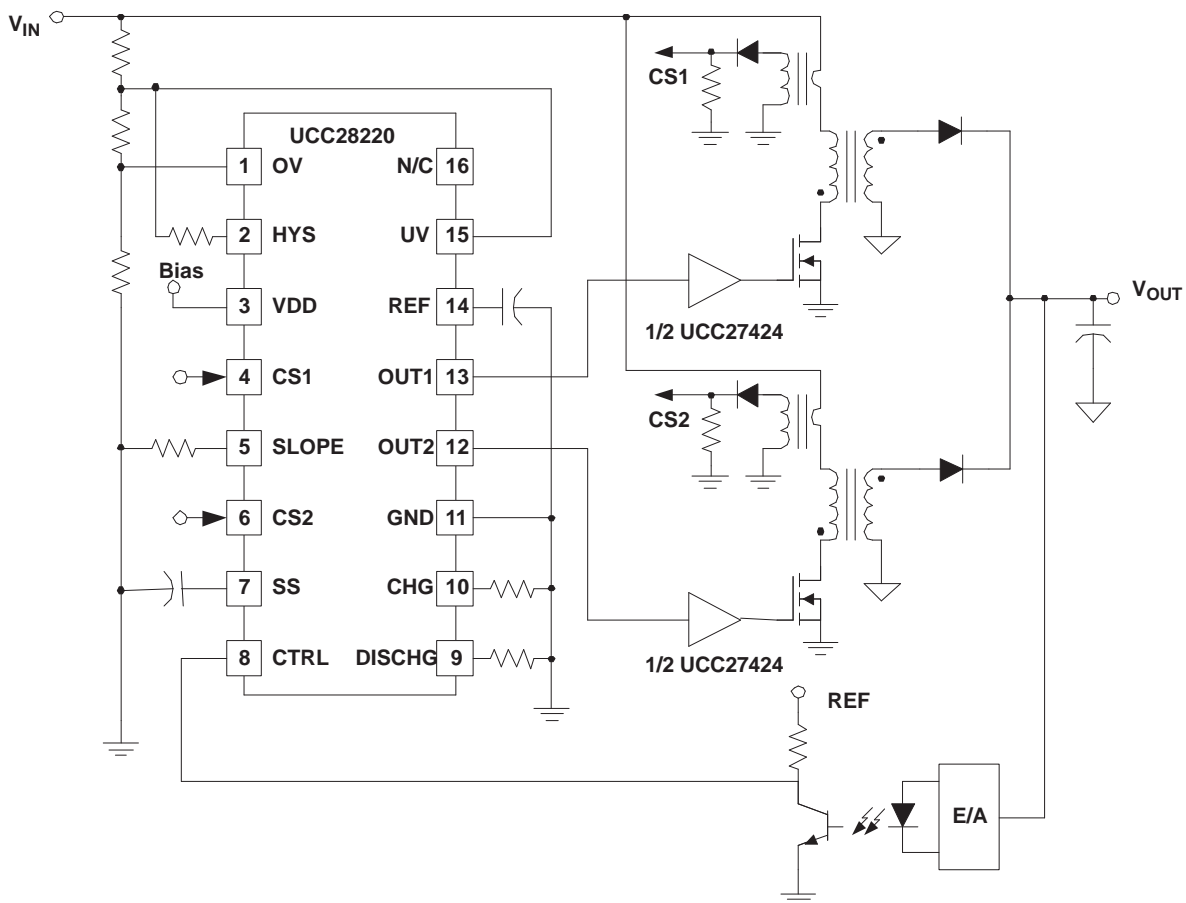 VIN
CS1
UCC28220
1 OV
N/C 16
2 HYS
UV 15
Bias
3 VDD
REF 14
VOUT
1/2 UCC27424
4 CS1
OUT1 13
CS2
5 SLOPE
OUT2 12
6 CS2
GND 11
7 SS
CHG 10
8 CTRL
DISCHG 9
1/2 UCC27424
REF
E/A